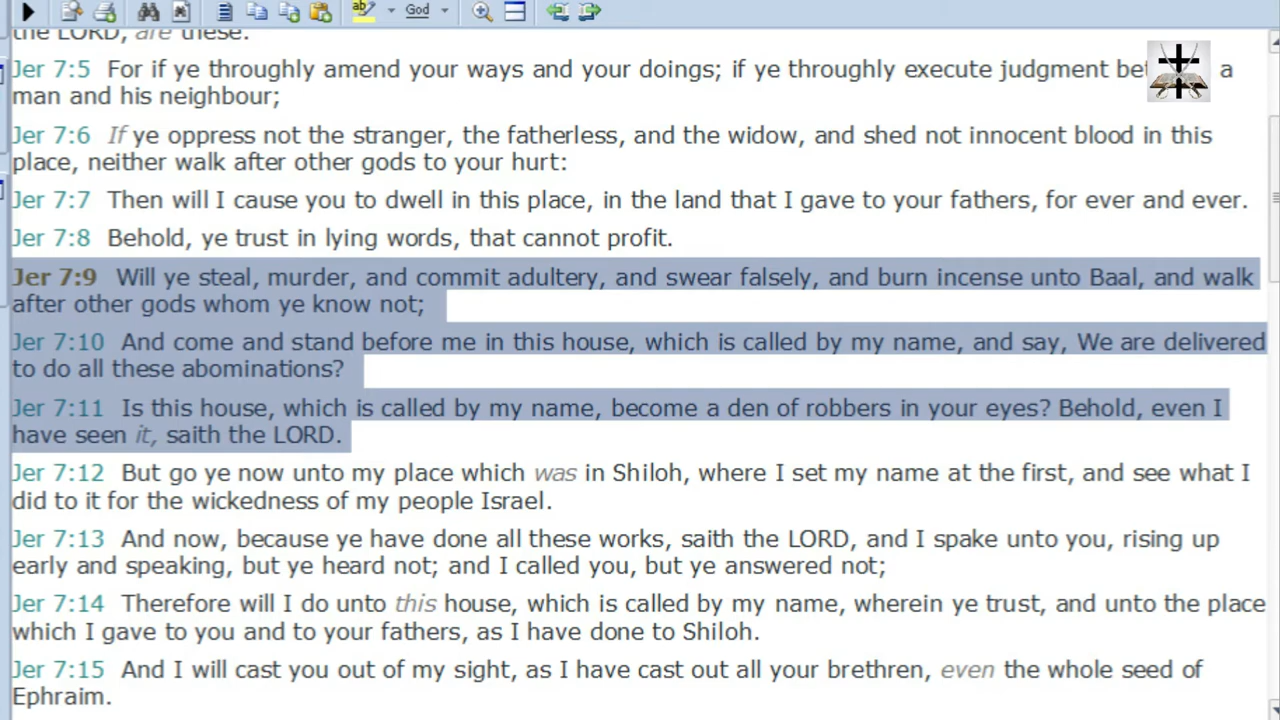 ab
God
the LORD, are these.
Jer 7:5 For if ye throughly amend your ways and your doings; if ye throughly execute judgment bet a
man and his neighbour;
Jer 7:6 If ye oppress not the stranger, the fatherless, and the widow, and shed not innocent blood in this
place, neither walk after other gods to your hurt:
Jer 7:7 Then will I cause you to dwell in this place, in the land that I gave to your fathers, for ever and ever.
Jer 7:8 Behold, ye trust in lying words, that cannot profit.
Jer 7:9 Will ye steal, murder, and commit adultery, and swear falsely, and burn incense unto Baal, and walk
after other gods whom ye know not;
Jer 7:10 And come and stand before me in this house, which is called by my name, and say, We are delivered
to do all these abominations?
Jer 7:11 Is this house, which is called by my name, become a den of robbers in your eyes? Behold, even I
have seen it, saith the LORD.
Jer 7:12 But go ye now unto my place which was in Shiloh, where I set my name at the first, and see what I
did to it for the wickedness of my people Israel.
Jer 7:13 And now, because ye have done all these works, saith the LORD, and I spake unto you, rising up
early and speaking, but ye heard not; and I called you, but ye answered not;
Jer 7:14 Therefore will I do unto this house, which is called by my name, wherein ye trust, and unto the place
which I gave to you and to your fathers, as I have done to Shiloh.
Jer 7:15 And I will cast you out of my sight, as I have cast out all your brethren, even the whole seed of
Ephraim.